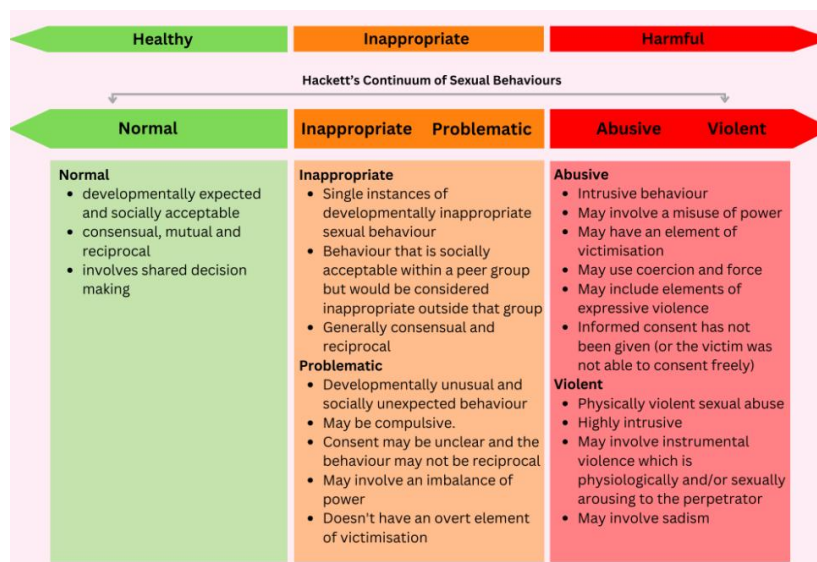 Healthy
Inappropriate
Harmful
Hackett's Continuum of Sexual Behaviours
Normal
Inappropriate Problematic
Abusive Violent
Normal
• developmentally expected
and socially acceptable
• consensual, mutual and
reciprocal
• involves shared decision
making
Inappropriate
• Single instances of
developmentally inappropriate
sexual behaviour
• Behaviour that is socially
acceptable within a peer group
but would be considered
inappropriate outside that group
• Generally consensual and
reciprocal
Problematic
• Developmentally unusual and
socially unexpected behaviour
• May be compulsive.
• Consent may be unclear and the
behaviour may not be reciprocal
• May involve an imbalance of
power
• Doesn't have an overt element
of victimisation
Abusive
• Intrusive behaviour
• May involve a misuse of power
• May have an element of
victimisation
• May use coercion and force
• May include elements of
expressive violence
• Informed consent has not
been given (or the victim was
not able to consent freely)
Violent
• Physically violent sexual abuse
• Highly intrusive
• May involve instrumental
violence which is
physiologically and/or sexually
arousing to the perpetrator
• May involve sadism